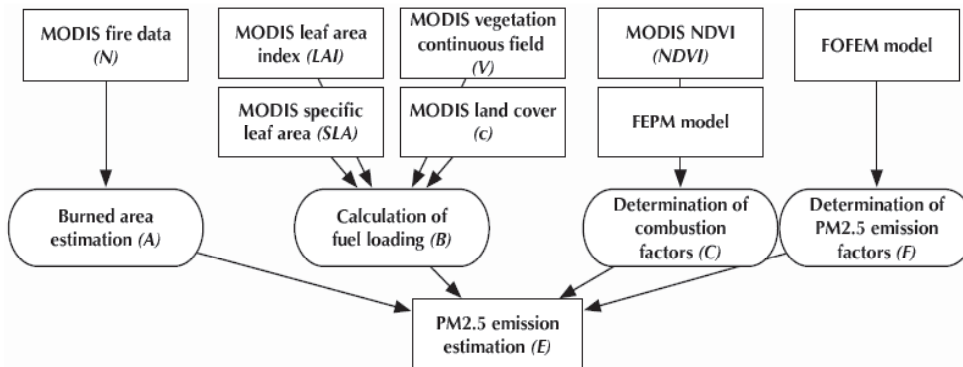 MODIS fire data
(N)
MODIS leaf area
index (LAI)
MODIS vegetation
continuous field
(V)
MODIS NDVI
(NDVI)
FOFEM model
MODIS specific
leaf area (SLA)
MODIS land cover
(c)
FEPM model
Burned area
estimation (A)
Calculation of
fuel loading (B)
Determination of
combustion
factors (C)
Determination of
PM2.5 emission
factors (F)
PM2.5 emission
estimation (E)